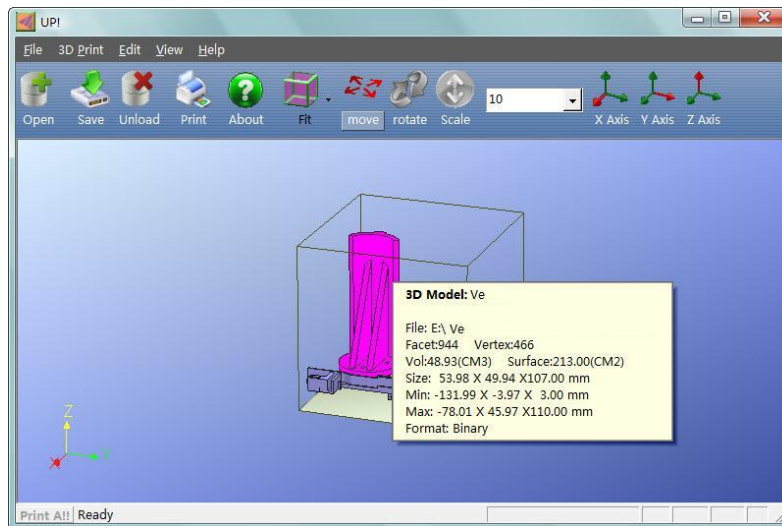 UP!
File 3D Print Edit View Help
10
Open Save Unload Print About Fit move rotate Scale X Axis Y Axis Z Axis
3D Model: Ve
File: E:\ Ve
Facet:944 Vertex:466
Vol:48.93(CM3) Surface:213.00(CM2)
Size: 53.98 X 49.94 X107.00 mm
Min: -131.99 X -3.97 X 3.00 mm
Max: -78.01 X 45.97 X110.00 mm
Format: Binary
Z
Y
X
Print A!! Ready